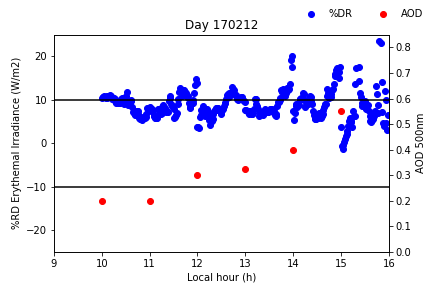 %DR AOD
Day 170212
%RD Erythermal Irradiance (W/m2)
20
10
0
−10
−20
0.8
0.7
0.6
0.5
0.4
0.3
0.2
0.1
0.0
AOD 500nm
9 10 11 12 13 14 15 16
Local hour (h)